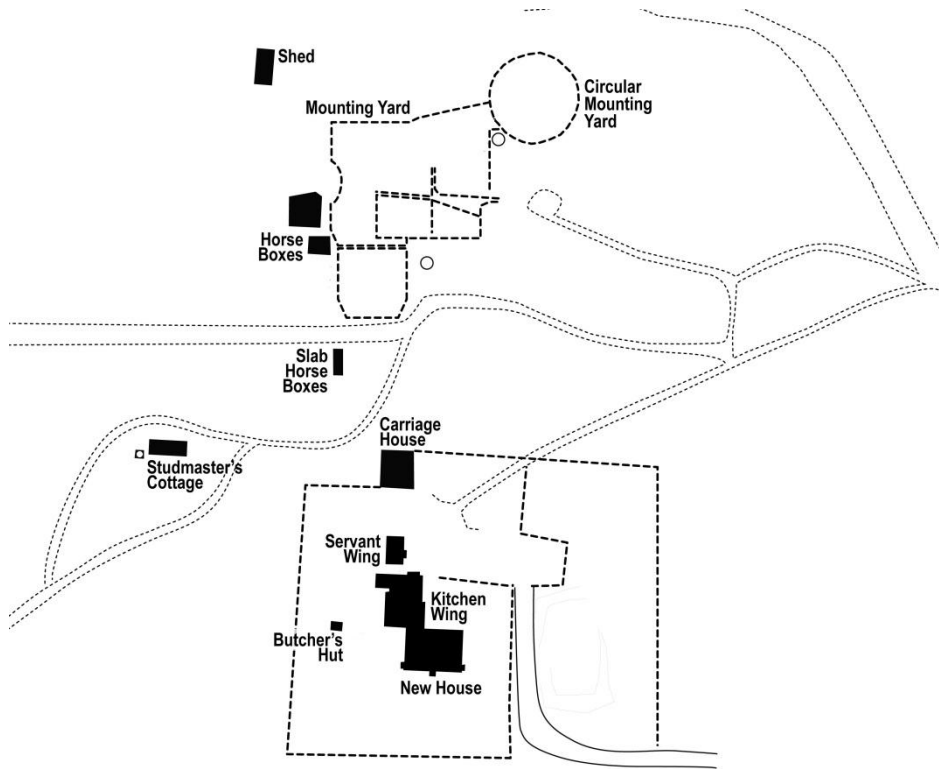 Shed
Mounting Yard
Circular
Mounting
Yard
Horse
Boxes
Slab
Horse
Boxes
Carriage
House
Studmaster's
Cottage
Servant
Wing
Kitchen
Wing
Butcher's
Hut
New House